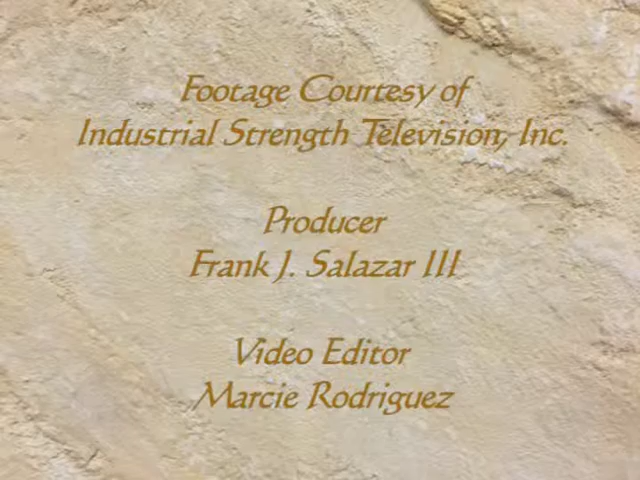 Footage Courtesy of
Industrial Strength Television, Inc.
Producer
Frank J. Salazar III
Video Editor
Marcie Rodriguez